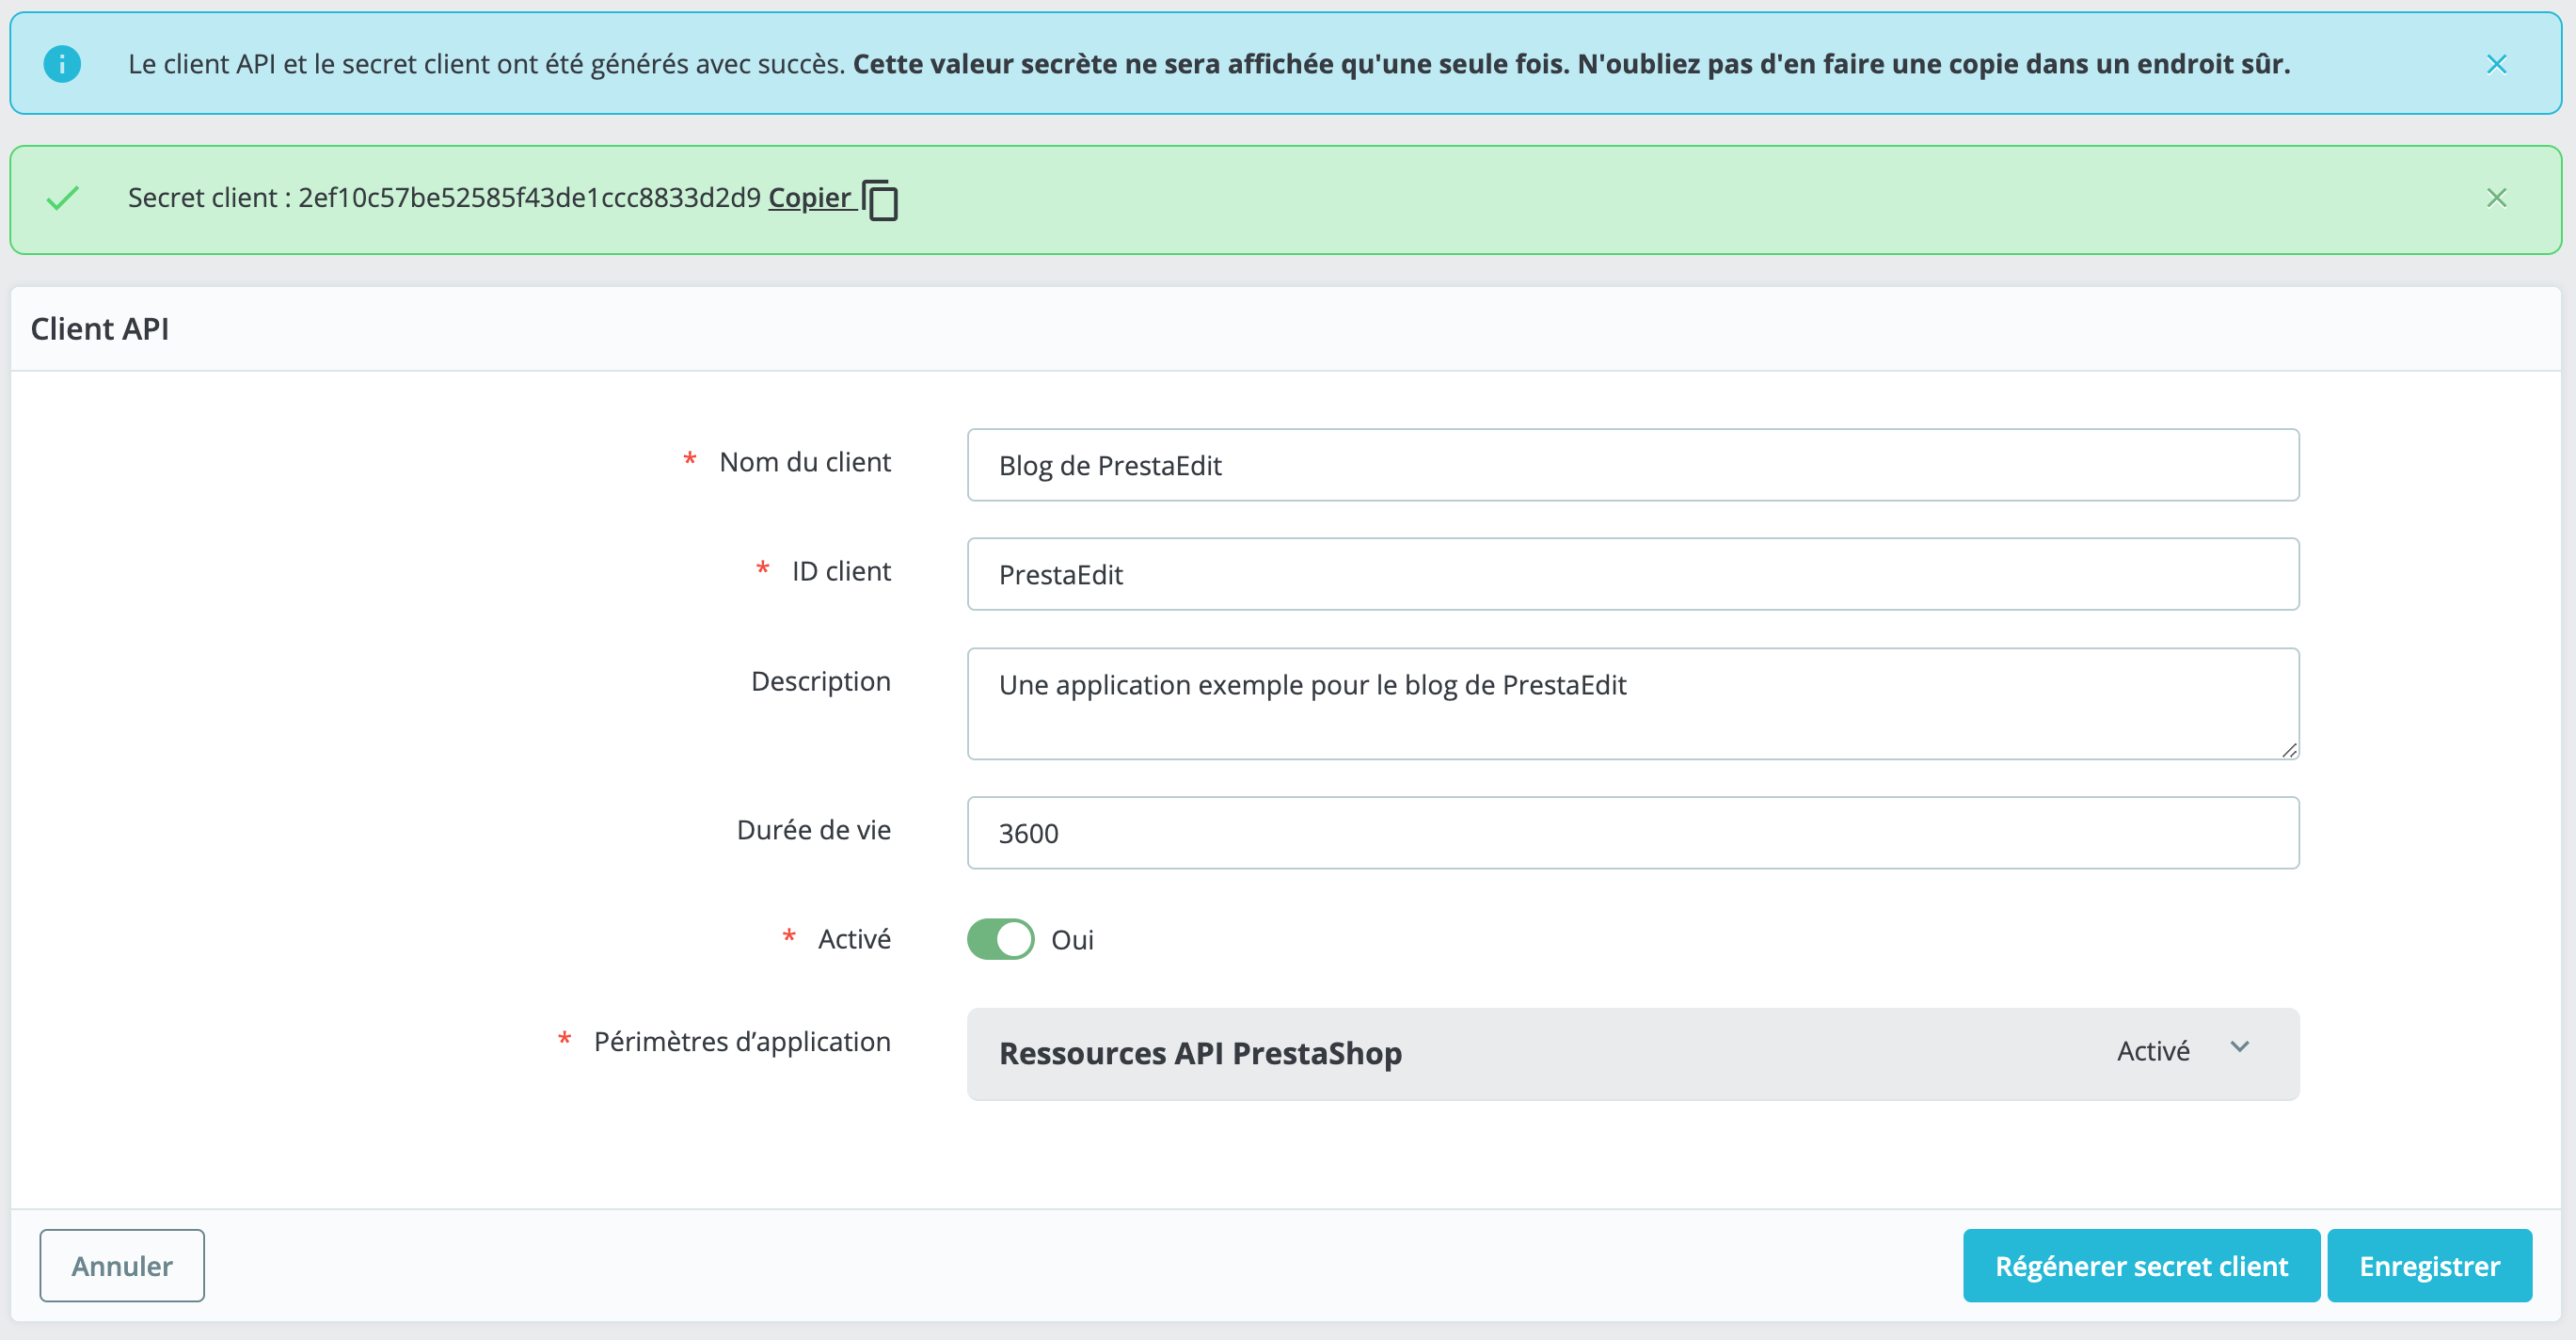 Le client API et le secret client ont été générés avec succès. Cette valeur secrète ne sera affichée qu'une seule fois. N'oubliez pas d'en faire une copie dans un endroit sûr.
Secret client : 2ef10c57be52585f43de1ccc8833d2d9 Copier
Client API
* Nom du client
Blog de PrestaEdit
* ID client
PrestaEdit
Description
Une application exemple pour le blog de PrestaEdit
Durée de vie
3600
* Activé
Oui
* Périmètres d’application
Ressources API PrestaShop
Activé
Annuler
Régénerer secret client
Enregistrer